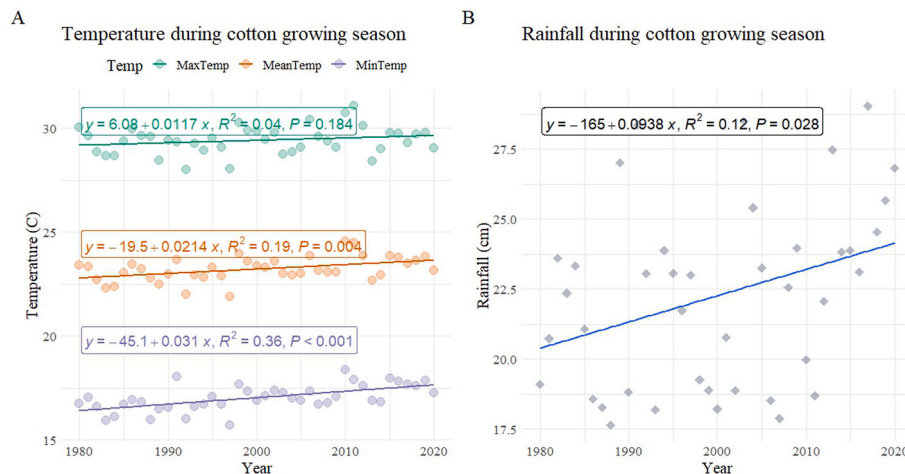 A
Temperature during cotton growing season
Temp MaxTemp MeanTemp MinTemp
y = 6.08 + 0.0117 x, R² = 0.04, P = 0.184
y = − 19.5 + 0.0214 x, R² = 0.19, P = 0.004
y = − 45.1 + 0.031 x, R² = 0.36, P < 0.001
Temperature (C)
30
25
20
15
1980 1990 2000 2010 2020
Year
B
Rainfall during cotton growing season
y = − 165 + 0.0938 x, R² = 0.12, P = 0.028
Rainfall (cm)
27.5
25.0
22.5
20.0
17.5
1980 1990 2000 2010 2020
Year